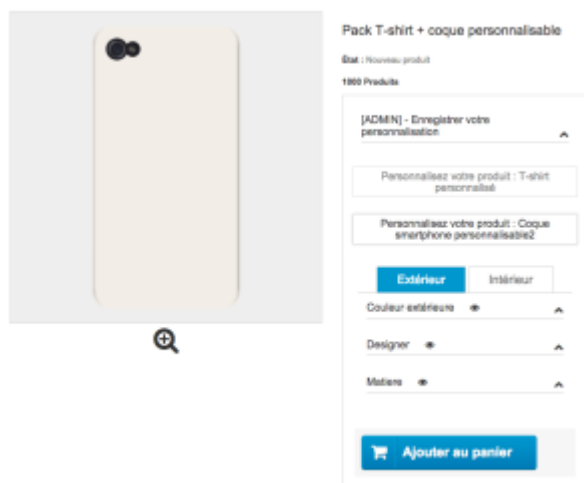 Pack T-shirt + coque personnalisable
État : Nouveau produit
1000 Produits
[ADMIN] - Enregistrer votre
personnalisation
Personnalisez votre produit : T-shirt
personnalisé
Personnalisez votre produit : Coque
smartphone personnalisable2
Extérieur Intérieur
Couleur extérieure
Designer
Matiere
Ajouter au panier